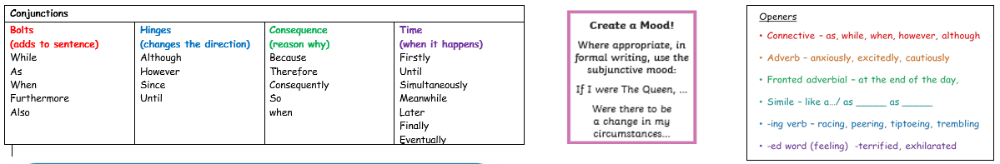 Conjunctions
Bolts
(adds to sentence)
While
As
When
Furthermore
Also
Hinges
(changes the direction)
Although
However
Since
Until
Consequence
(reason why)
Because
Therefore
Consequently
So
when
Time
(when it happens)
Firstly
Until
Simultaneously
Meanwhile
Later
Finally
Eventually
Create a Mood!
Where appropriate, in
formal writing, use the
subjunctive mood:
If I were The Queen, ...
Were there to be
a change in my
circumstances...
Openers
• Connective – as, while, when, however, although
• Adverb – anxiously, excitedly, cautiously
• Fronted adverbial – at the end of the day,
• Simile – like a.../ as _____ as _____
• -ing verb – racing, peering, tiptoeing, trembling
• -ed word (feeling) -terrified, exhilarated